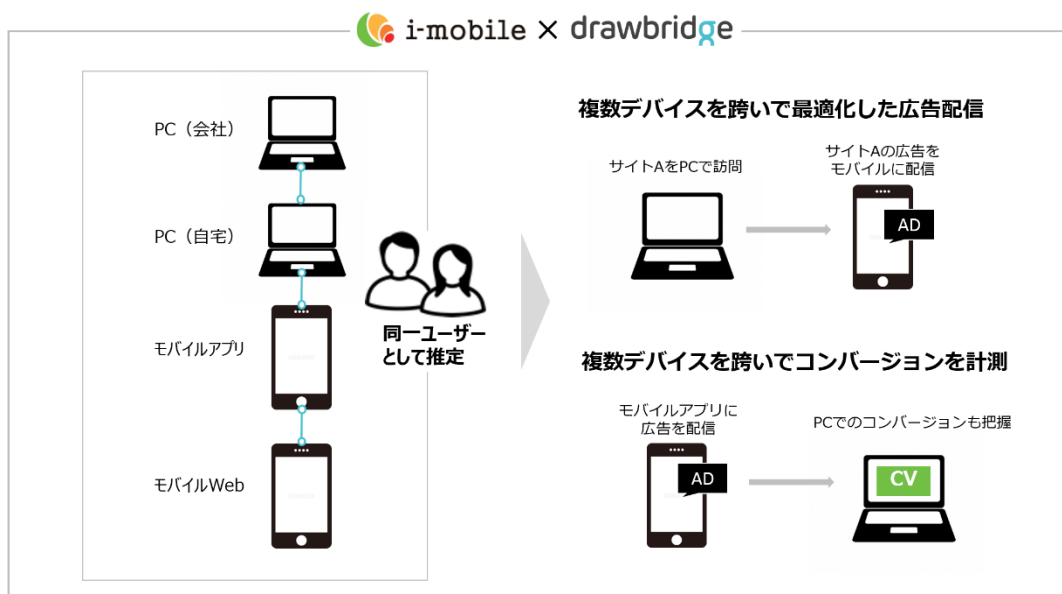 i-mobile × drawbridge
PC（会社）
PC（自宅）
モバイルアプリ
モバイルWeb
同一ユーザー
として推定
複数デバイスを跨いで最適化した広告配信
サイトAをPCで訪問
サイトAの広告を
モバイルに配信
AD
複数デバイスを跨いでコンバージョンを計測
モバイルアプリに
広告を配信
AD
PCでのコンバージョンも把握
CV